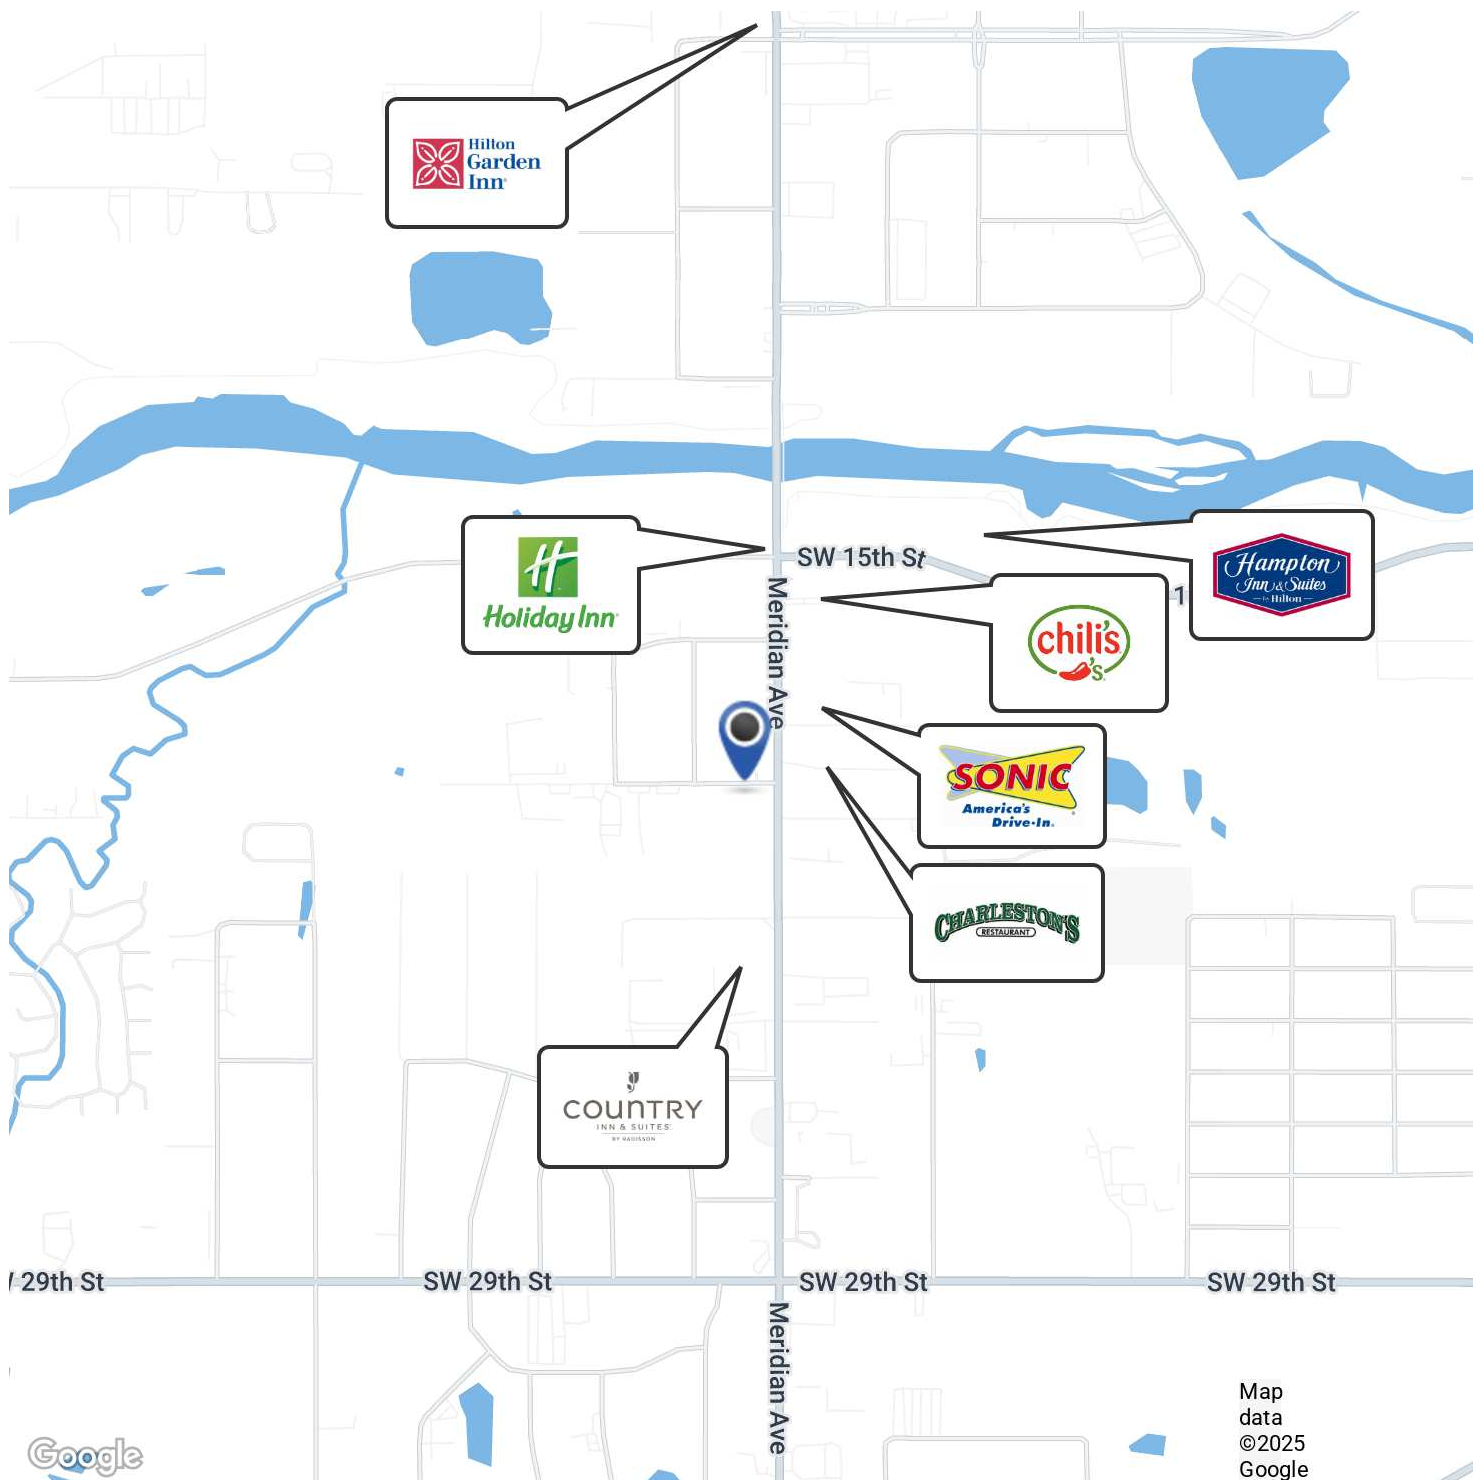 Hilton
Garden
Inn
Holiday Inn
SW 15th St
Hampton
Inn & Suites
by Hilton
1
chili's
's
Meridian Ave
SONIC
America's
Drive-In.
CHARLESTON'S
RESTAURANT
COUNTRY
INN & SUITES
BY RADISSON
29th St
SW 29th St
SW 29th St
SW 29th St
Meridian Ave
Map
data
©2025
Google
Google